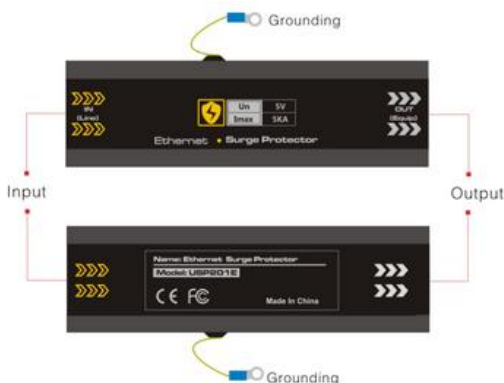 Grounding
IN
(Line)
Un 5V
Imax 5KA
OUT
(Equip)
Ethernet • Surge Protector
Input
Output
Name: Ethernet Surge Protector
Model: USP201E
CE FC
Made In China
Grounding